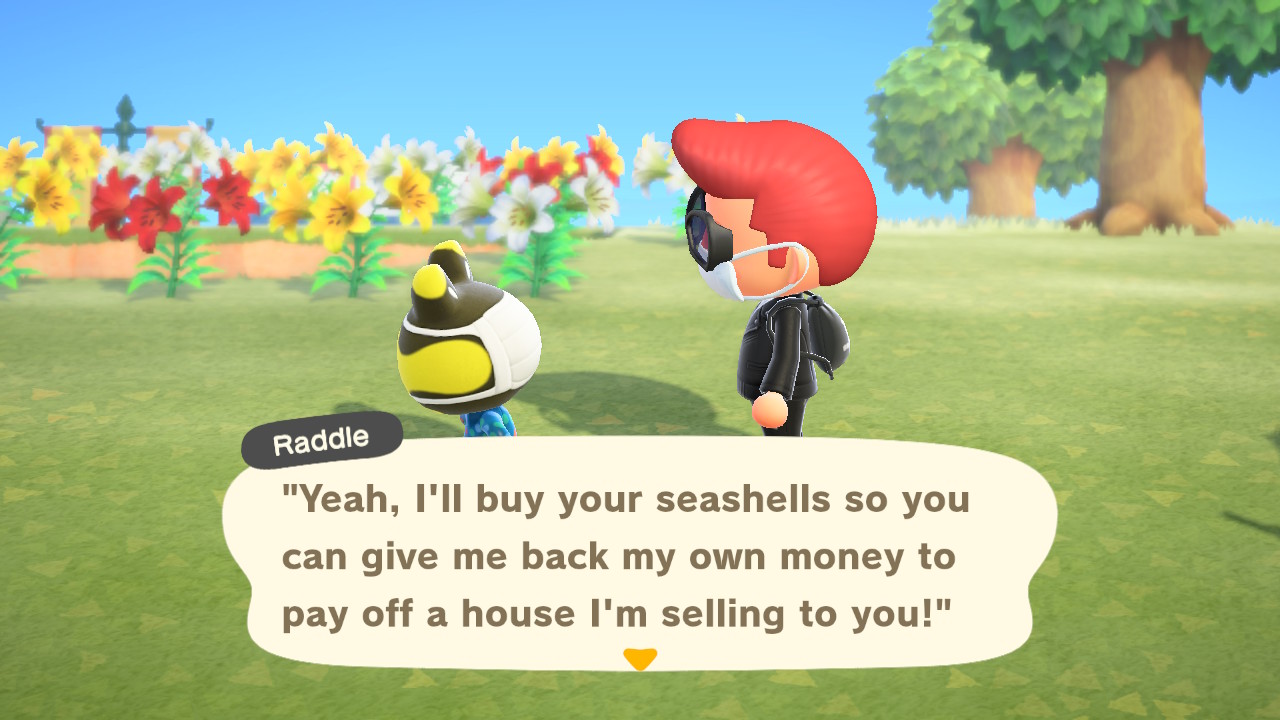 Raddle
"Yeah, I'll buy your seashells so you
can give me back my own money to
pay off a house I'm selling to you!"